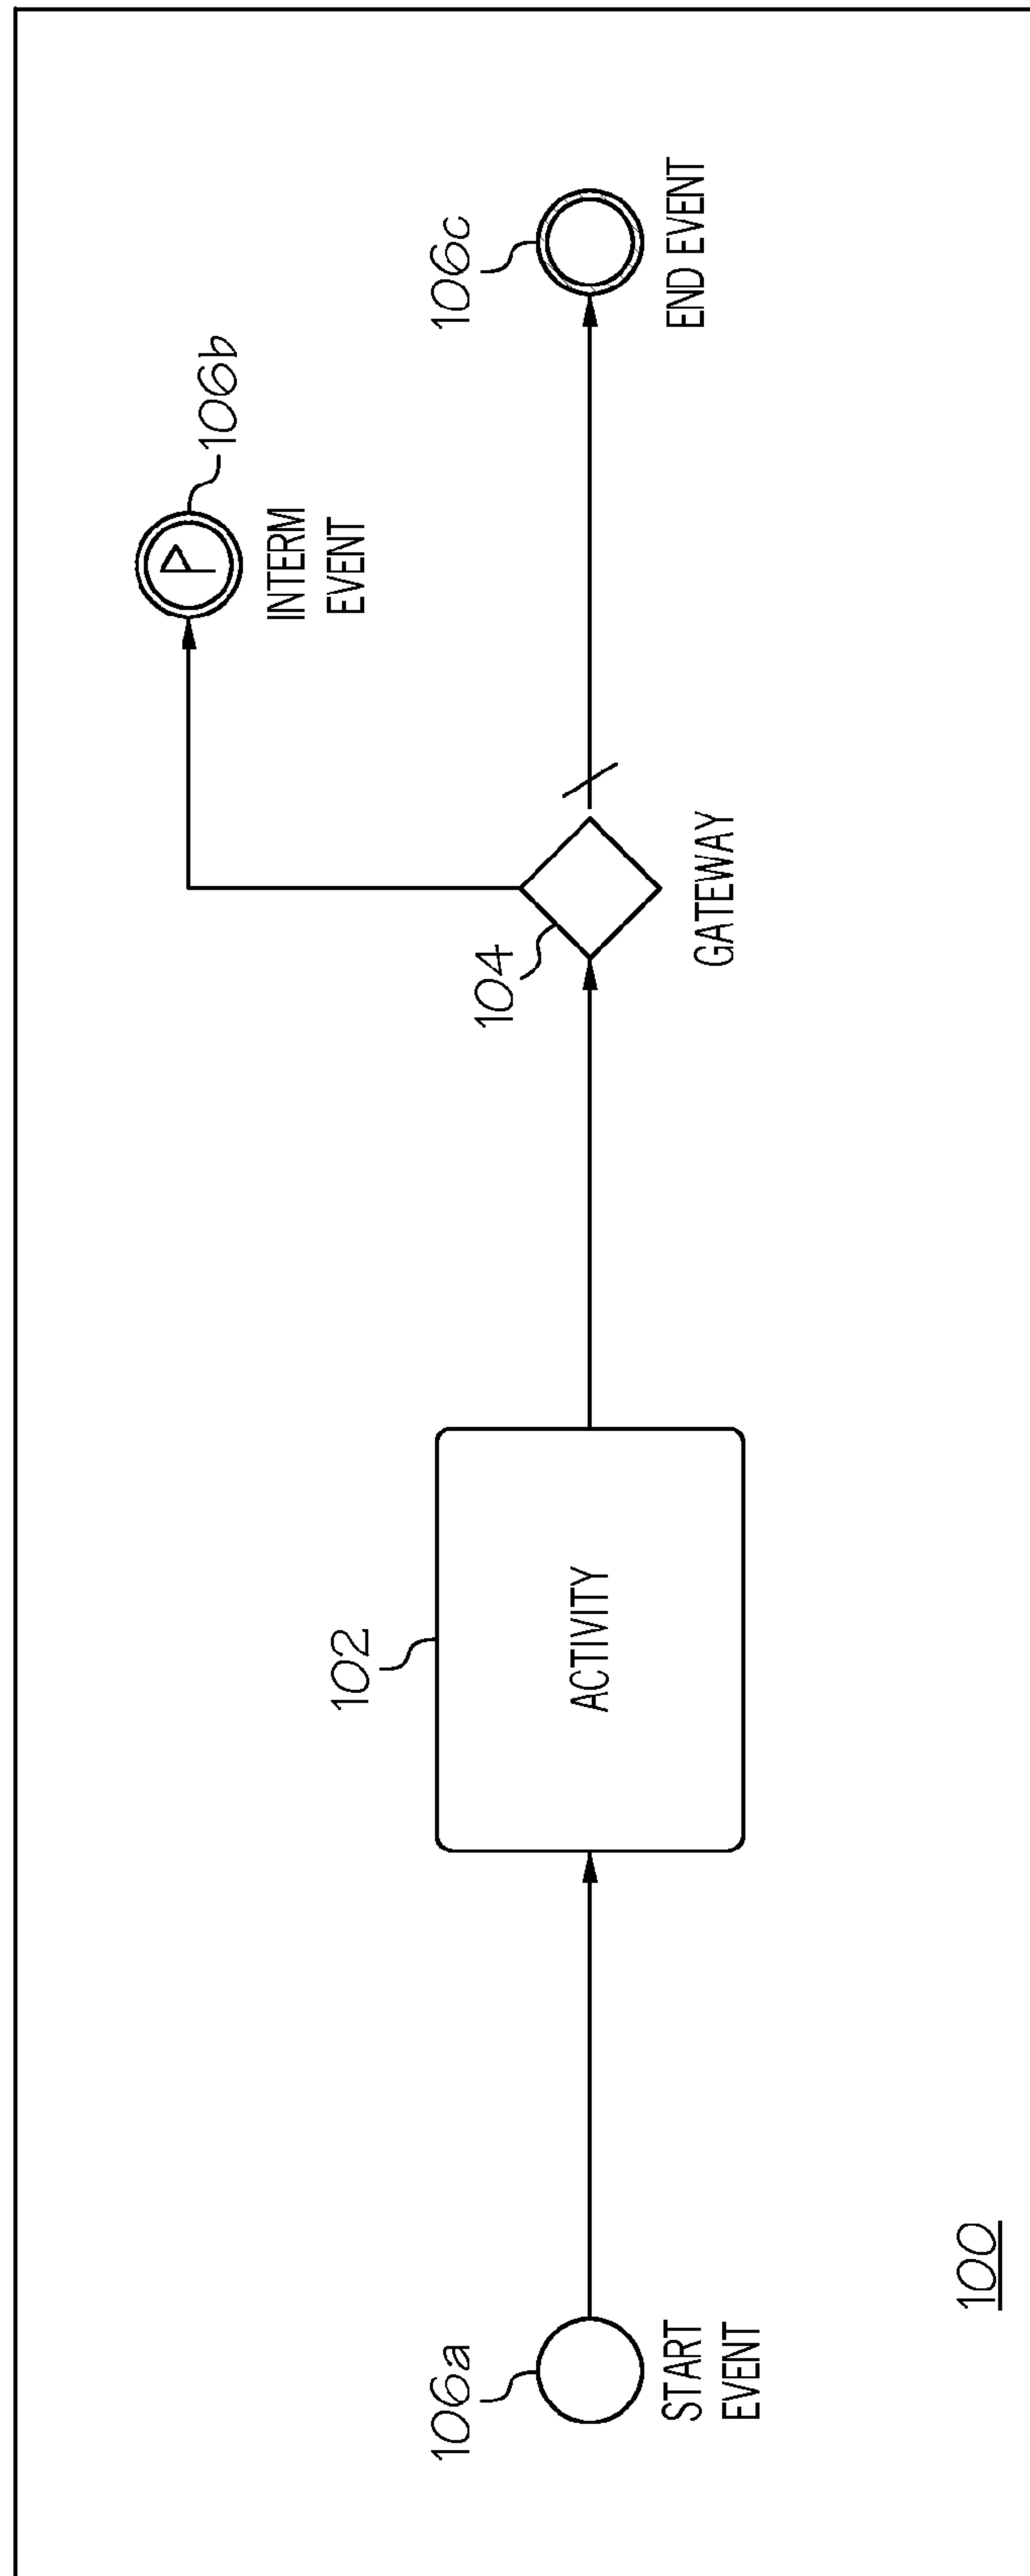 106b
P
INTERM
EVENT
106a
START
EVENT
102
ACTIVITY
104
GATEWAY
106c
END EVENT
100